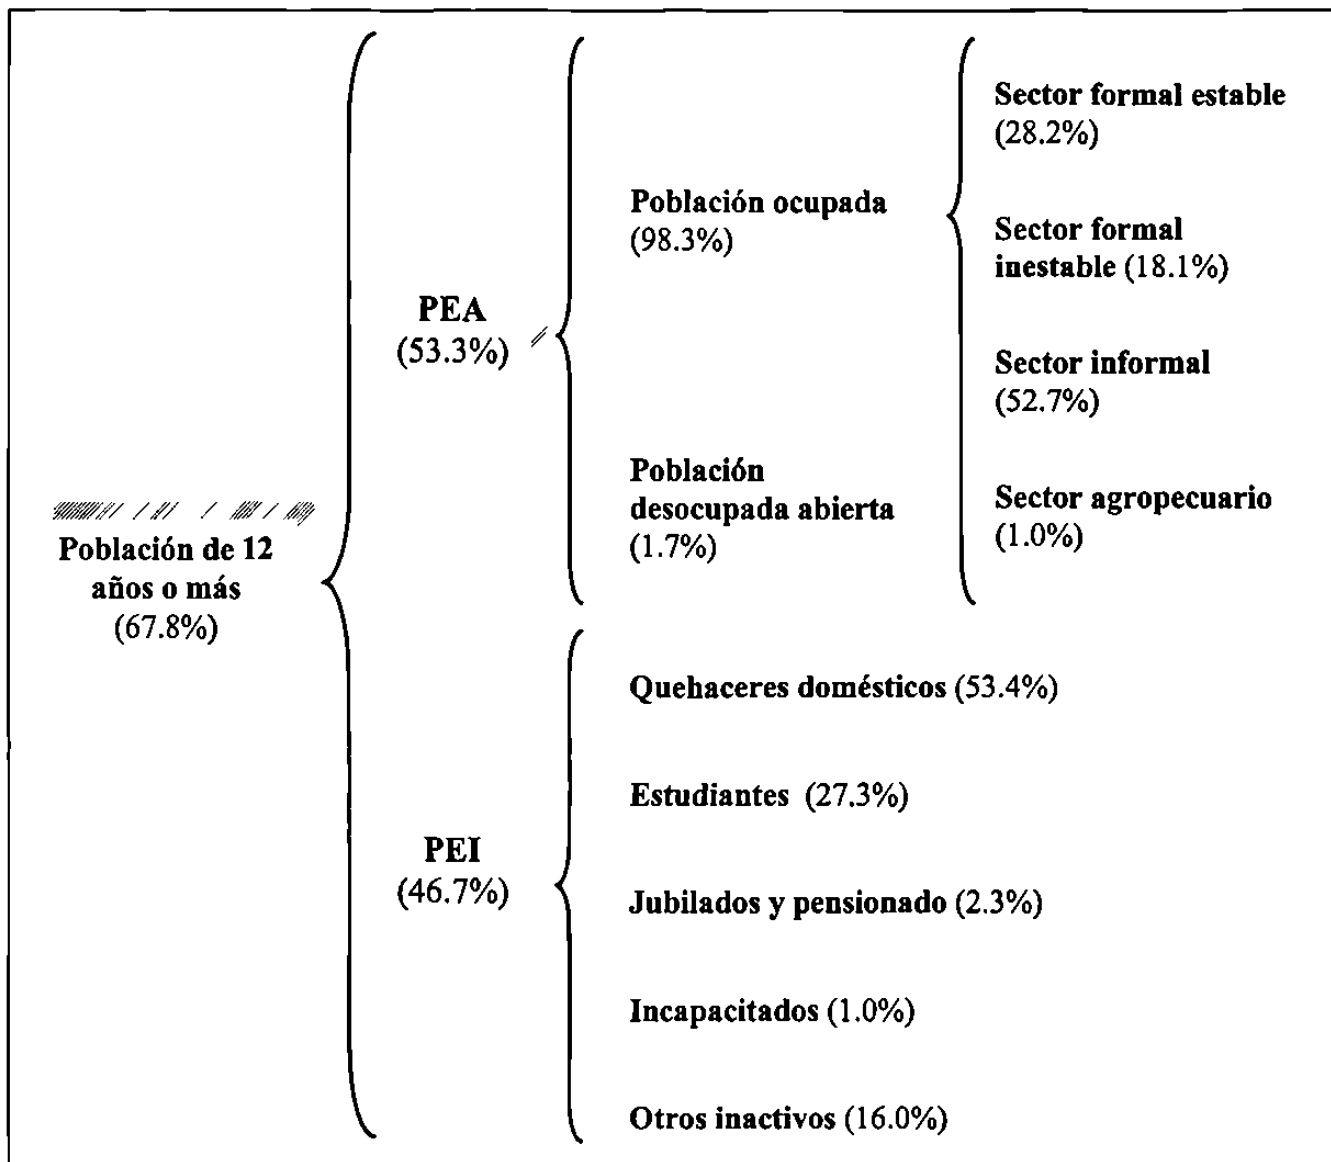 Población de 12
años o más
(67.8%)
PEA
(53.3%)
Población ocupada
(98.3%)
Sector formal estable
(28.2%)
Sector formal
inestable (18.1%)
Sector informal
(52.7%)
Sector agropecuario
(1.0%)
Población
desocupada abierta
(1.7%)
PEI
(46.7%)
Quehaceres domésticos (53.4%)
Estudiantes (27.3%)
Jubilados y pensionado (2.3%)
Incapacitados (1.0%)
Otros inactivos (16.0%)